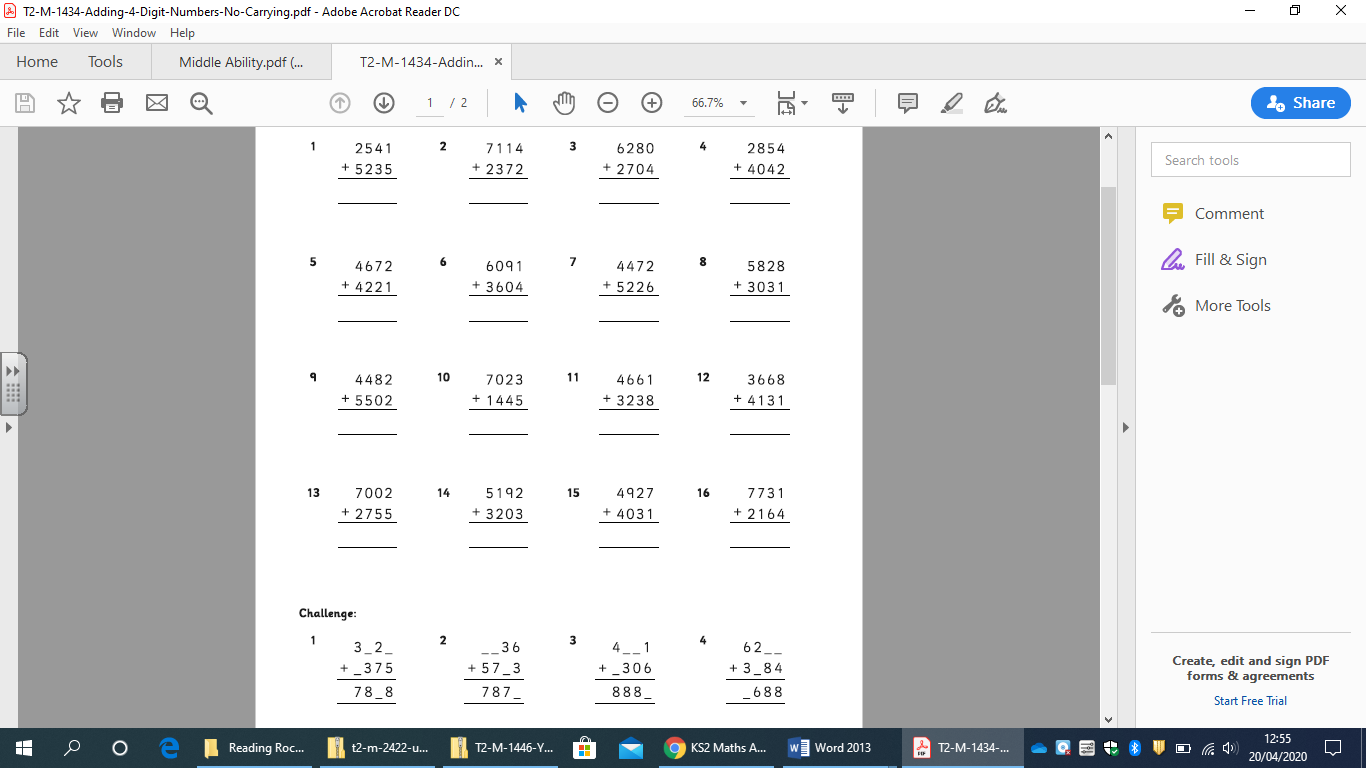 T2-M-1434-Adding-4-Digit-Numbers-No-Carrying.pdf - Adobe Acrobat Reader DC
File Edit View Window Help
Home Tools Middle Ability.pdf (... T2-M-1434-Addin... ×
1 / 2 66.7% Share
1 2541 2 7114 3 6280 4 2854
+ 5235 + 2372 + 2704 + 4042
5 4672 6 6091 7 4472 8 5828
+ 4221 + 3604 + 5226 + 3031
9 4482 10 7023 11 4661 12 3668
+ 5502 + 1445 + 3238 + 4131
13 7002 14 5192 15 4927 16 7731
+ 2755 + 3203 + 4031 + 2164
Challenge:
1 3_2_ 2 __36 3 4__1 4 62__
+ _375 + 57_3 + _306 + 3_84
78_8 787_ 888_ _688
Search tools
Comment
Fill & Sign
More Tools
Create, edit and sign PDF
forms & agreements
Start Free Trial
Reading Roc... t2-m-2422-u... T2-M-1446-Y... KS2 Maths A... Word 2013 T2-M-1434-... 12:55
20/04/2020